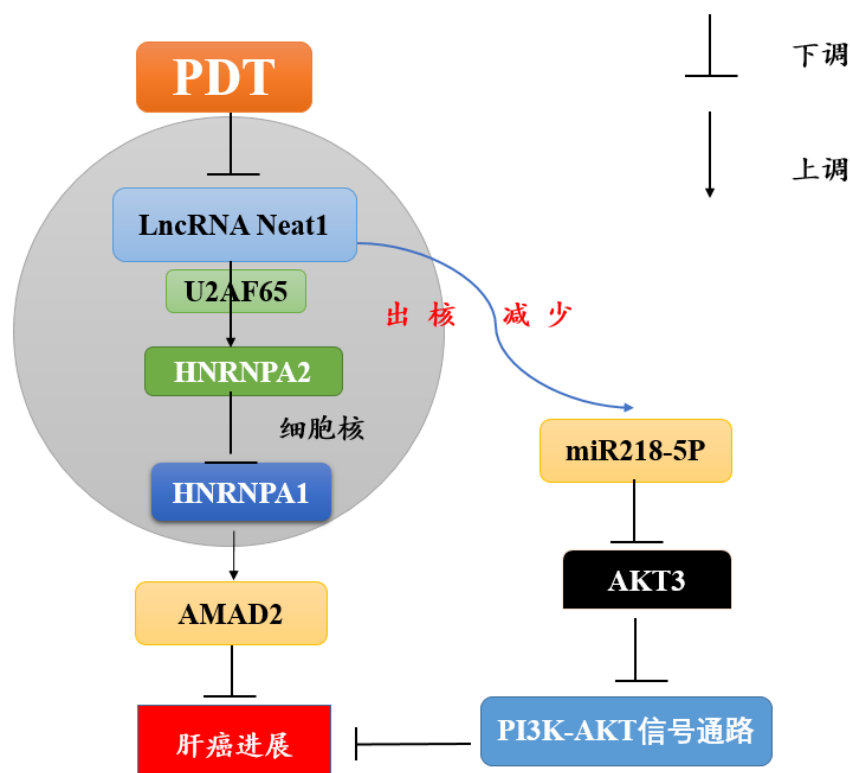 PDT
下调
上调
LncRNA Neat1
U2AF65
出核 减少
HNRNPA2
细胞核
miR218-5P
HNRNPA1
AKT3
AMAD2
肝癌进展
PI3K-AKT信号通路